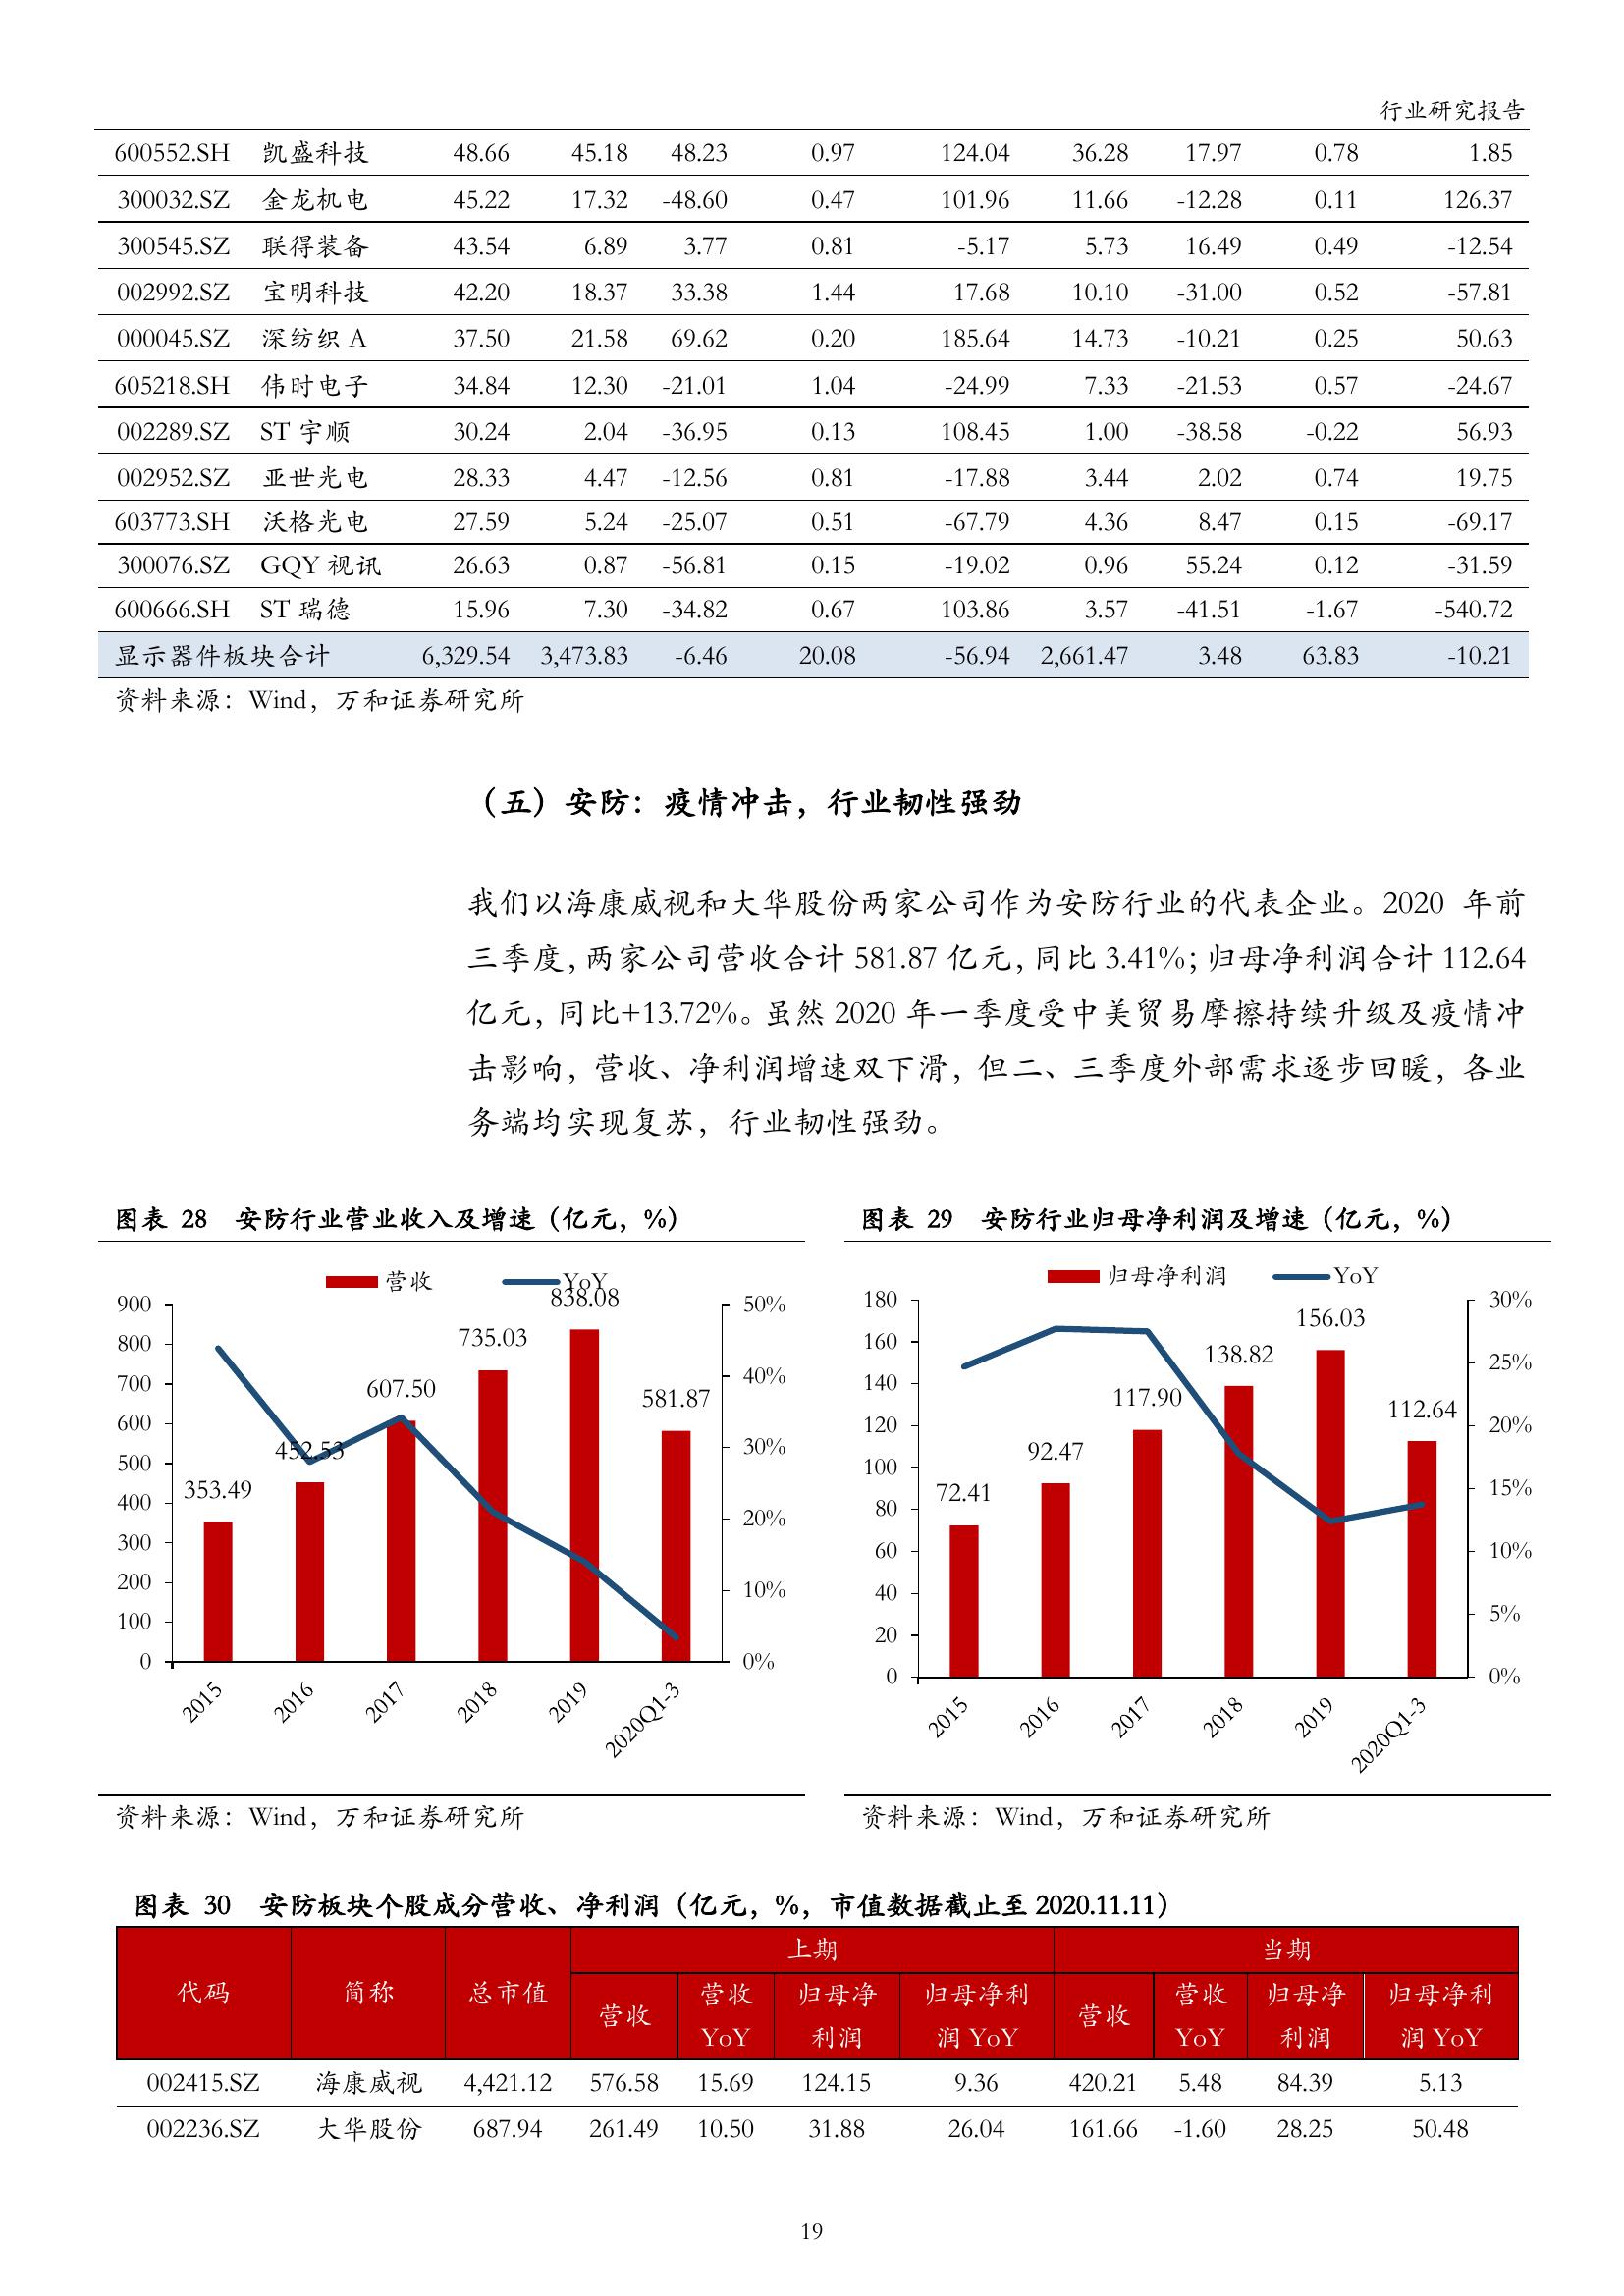 行业研究报告
600552.SH 凯盛科技 48.66 45.18 48.23 0.97 124.04 36.28 17.97 0.78 1.85
300032.SZ 金龙机电 45.22 17.32 -48.60 0.47 101.96 11.66 -12.28 0.11 126.37
300545.SZ 联得装备 43.54 6.89 3.77 0.81 -5.17 5.73 16.49 0.49 -12.54
002992.SZ 宝明科技 42.20 18.37 33.38 1.44 17.68 10.10 -31.00 0.52 -57.81
000045.SZ 深纺织 A 37.50 21.58 69.62 0.20 185.64 14.73 -10.21 0.25 50.63
605218.SH 伟时电子 34.84 12.30 -21.01 1.04 -24.99 7.33 -21.53 0.57 -24.67
002289.SZ ST 宇顺 30.24 2.04 -36.95 0.13 108.45 1.00 -38.58 -0.22 56.93
002952.SZ 亚世光电 28.33 4.47 -12.56 0.81 -17.88 3.44 2.02 0.74 19.75
603773.SH 沃格光电 27.59 5.24 -25.07 0.51 -67.79 4.36 8.47 0.15 -69.17
300076.SZ GQY 视讯 26.63 0.87 -56.81 0.15 -19.02 0.96 55.24 0.12 -31.59
600666.SH ST 瑞德 15.96 7.30 -34.82 0.67 103.86 3.57 -41.51 -1.67 -540.72
显示器件板块合计 6,329.54 3,473.83 -6.46 20.08 -56.94 2,661.47 3.48 63.83 -10.21
资料来源：Wind，万和证券研究所
（五）安防：疫情冲击，行业韧性强劲
我们以海康威视和大华股份两家公司作为安防行业的代表企业。2020 年前
三季度，两家公司营收合计 581.87 亿元，同比 3.41%；归母净利润合计 112.64
亿元，同比+13.72%。虽然 2020 年一季度受中美贸易摩擦持续升级及疫情冲
击影响，营收、净利润增速双下滑，但二、三季度外部需求逐步回暖，各业
务端均实现复苏，行业韧性强劲。
图表 28 安防行业营业收入及增速（亿元，%）
营收 YoY
900
800
700
600
500
400
300
200
100
0
353.49
452.53
607.50
735.03
838.08
581.87
50%
40%
30%
20%
10%
0%
2015
2016
2017
2018
2019
2020Q1-3
资料来源：Wind，万和证券研究所
图表 29 安防行业归母净利润及增速（亿元，%）
归母净利润 YoY
180
160
140
120
100
80
60
40
20
0
72.41
92.47
117.90
138.82
156.03
112.64
30%
25%
20%
15%
10%
5%
0%
2015
2016
2017
2018
2019
2020Q1-3
资料来源：Wind，万和证券研究所
图表 30 安防板块个股成分营收、净利润（亿元，%，市值数据截止至 2020.11.11）
上期 当期
代码 简称 总市值
营收 营收 归母净 归母净利 营收 营收 归母净 归母净利
YoY 利润 润 YoY YoY 利润 润 YoY
002415.SZ 海康威视 4,421.12 576.58 15.69 124.15 9.36 420.21 5.48 84.39 5.13
002236.SZ 大华股份 687.94 261.49 10.50 31.88 26.04 161.66 -1.60 28.25 50.48
19